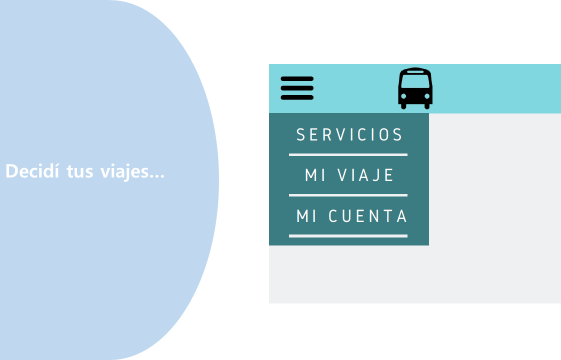 Decidí tus viajes...
SERVICIOS
MI VIAJE
MI CUENTA